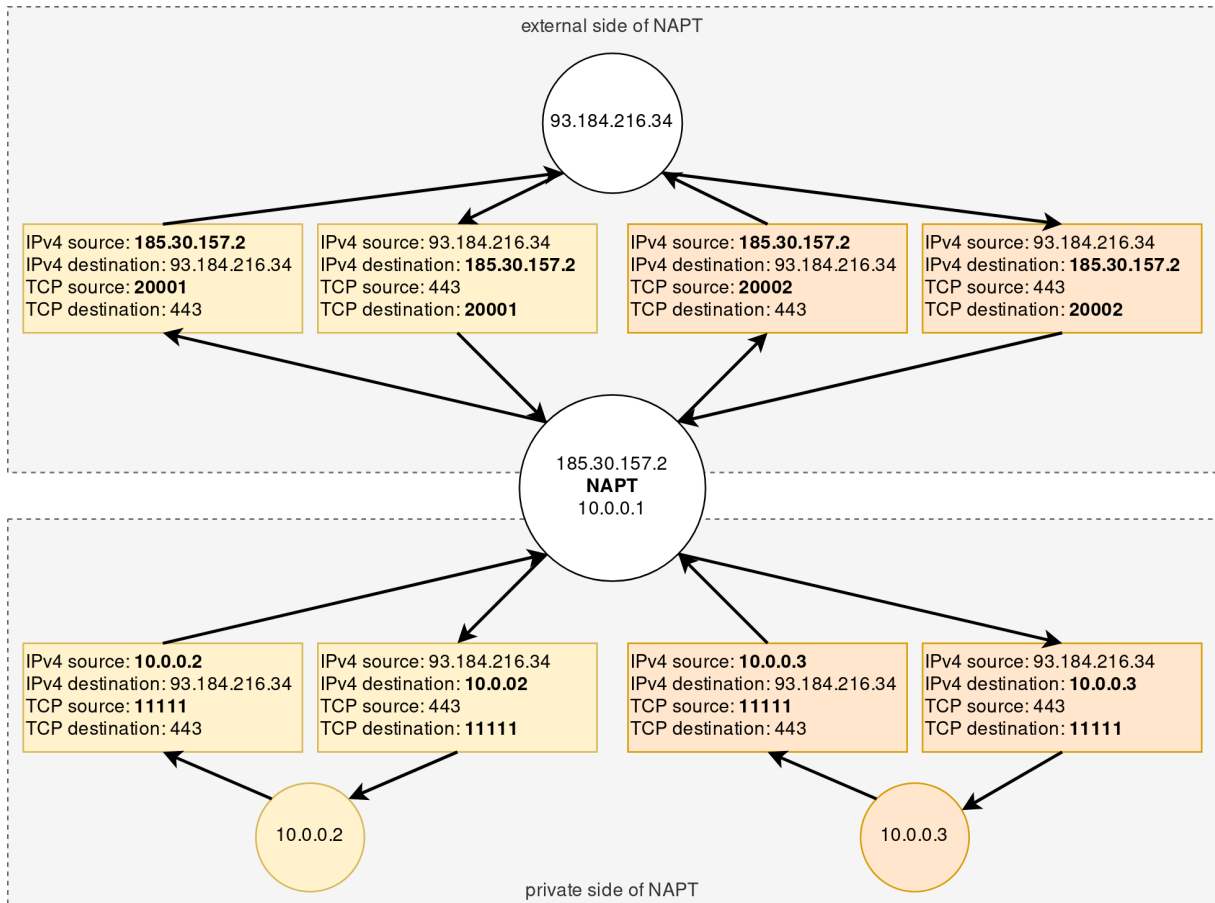 external side of NAPT
93.184.216.34
IPv4 source: 185.30.157.2
IPv4 destination: 93.184.216.34
TCP source: 20001
TCP destination: 443
IPv4 source: 93.184.216.34
IPv4 destination: 185.30.157.2
TCP source: 443
TCP destination: 20001
IPv4 source: 185.30.157.2
IPv4 destination: 93.184.216.34
TCP source: 20002
TCP destination: 443
IPv4 source: 93.184.216.34
IPv4 destination: 185.30.157.2
TCP source: 443
TCP destination: 20002
185.30.157.2
NAPT
10.0.0.1
IPv4 source: 10.0.0.2
IPv4 destination: 93.184.216.34
TCP source: 11111
TCP destination: 443
IPv4 source: 93.184.216.34
IPv4 destination: 10.0.02
TCP source: 443
TCP destination: 11111
IPv4 source: 10.0.0.3
IPv4 destination: 93.184.216.34
TCP source: 11111
TCP destination: 443
IPv4 source: 93.184.216.34
IPv4 destination: 10.0.0.3
TCP source: 443
TCP destination: 11111
10.0.0.2
10.0.0.3
private side of NAPT